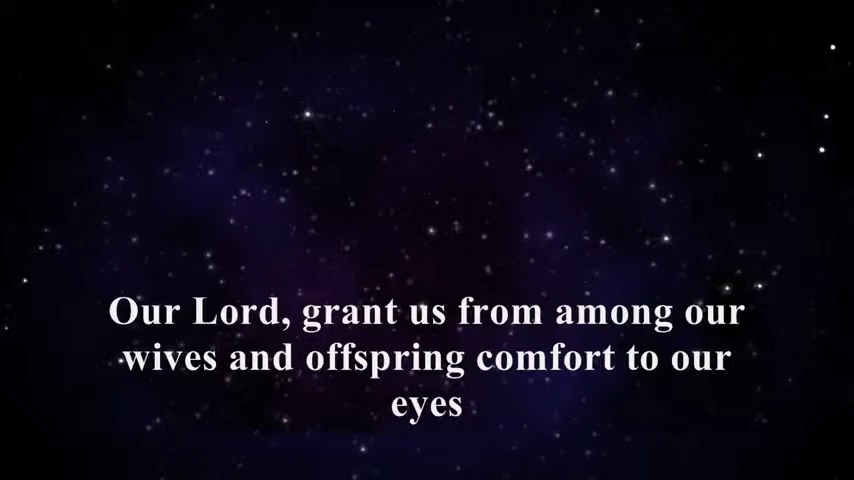 Our Lord, grant us from among our
wives and offspring comfort to our
eyes